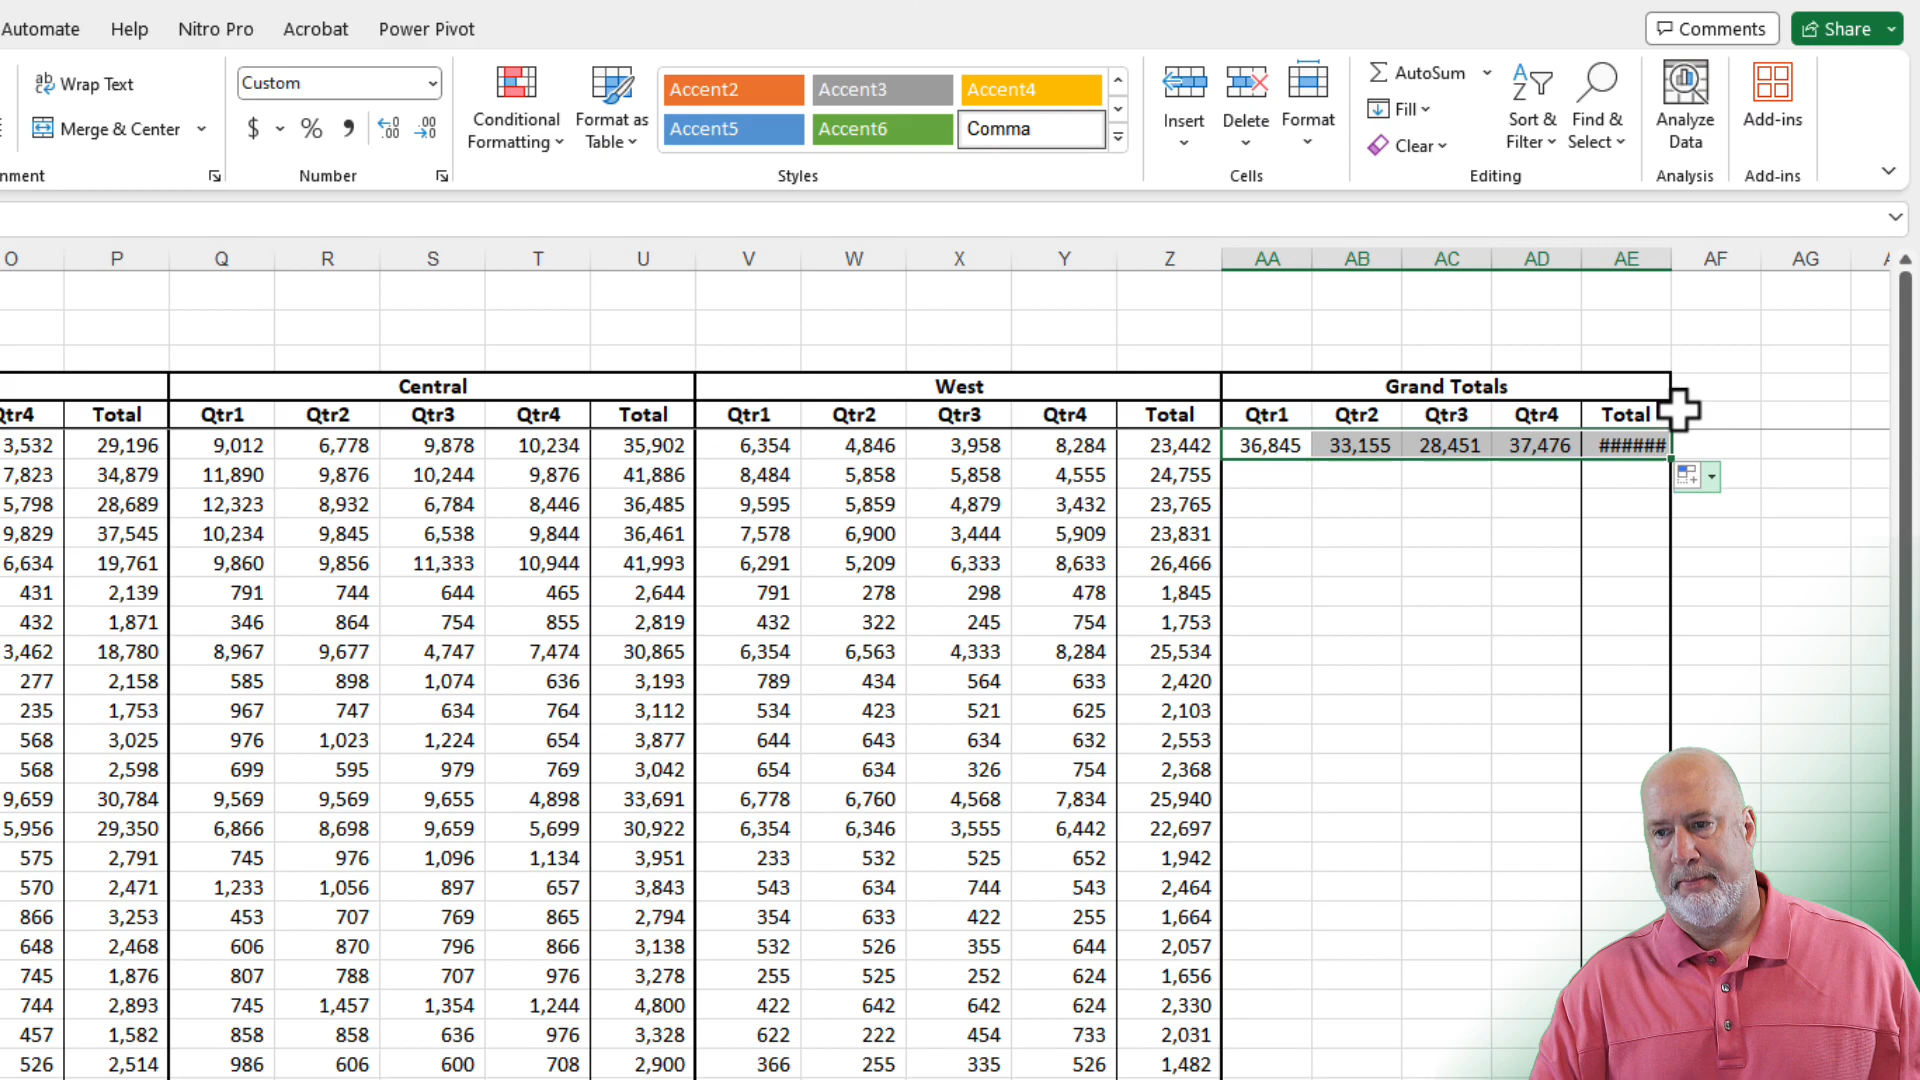 Automate Help Nitro Pro Acrobat Power Pivot Comments Share
Wrap Text
Merge & Center
Custom
$ % 9 .00 .00
Number
Conditional Formatting
Format as Table
Accent2 Accent3 Accent4
Accent5 Accent6 Comma
Styles
Insert Delete Format
Cells
AutoSum
Fill
Clear
Sort & Filter
Find & Select
Editing
Analyze Data
Analysis
Add-ins
Add-ins
O P Q R S T U V W X Y Z AA AB AC AD AE AF AG
Central West Grand Totals
Qtr4 Total Qtr1 Qtr2 Qtr3 Qtr4 Total Qtr1 Qtr2 Qtr3 Qtr4 Total Qtr1 Qtr2 Qtr3 Qtr4 Total
3,532 29,196 9,012 6,778 9,878 10,234 35,902 6,354 4,846 3,958 8,284 23,442 36,845 33,155 28,451 37,476 ######
7,823 34,879 11,890 9,876 10,244 9,876 41,886 8,484 5,858 5,858 4,555 24,755
5,798 28,689 12,323 8,932 6,784 8,446 36,485 9,595 5,859 4,879 3,432 23,765
9,829 37,545 10,234 9,845 6,538 9,844 36,461 7,578 6,900 3,444 5,909 23,831
6,634 19,761 9,860 9,856 11,333 10,944 41,993 6,291 5,209 6,333 8,633 26,466
431 2,139 791 744 644 465 2,644 791 278 298 478 1,845
432 1,871 346 864 754 855 2,819 432 322 245 754 1,753
3,462 18,780 8,967 9,677 4,747 7,474 30,865 6,354 6,563 4,333 8,284 25,534
277 2,158 585 898 1,074 636 3,193 789 434 564 633 2,420
235 1,753 967 747 634 764 3,112 534 423 521 625 2,103
568 3,025 976 1,023 1,224 654 3,877 644 643 634 632 2,553
568 2,598 699 595 979 769 3,042 654 634 326 754 2,368
9,659 30,784 9,569 9,569 9,655 4,898 33,691 6,778 6,760 4,568 7,834 25,940
5,956 29,350 6,866 8,698 9,659 5,699 30,922 6,354 6,346 3,555 6,442 22,697
575 2,791 745 976 1,096 1,134 3,951 233 532 525 652 1,942
570 2,471 1,233 1,056 897 657 3,843 543 634 744 543 2,464
866 3,253 453 707 769 865 2,794 354 633 422 255 1,664
648 2,468 606 870 796 866 3,138 532 526 355 644 2,057
745 1,876 807 788 707 976 3,278 255 525 252 624 1,656
744 2,893 745 1,457 1,354 1,244 4,800 422 642 642 624 2,330
457 1,582 858 858 636 976 3,328 622 222 454 733 2,031
526 2,514 986 606 600 708 2,900 366 255 335 526 1,482